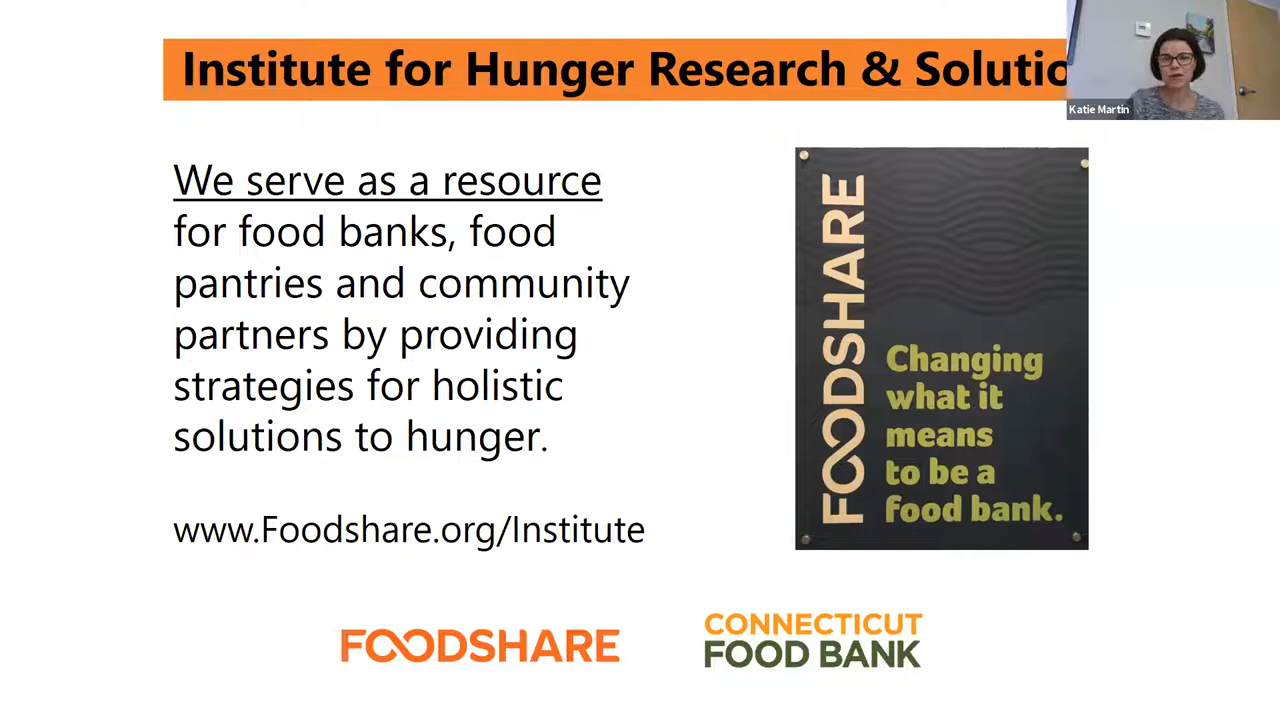 Institute for Hunger Research & Solutio
Katie Martin
We serve as a resource
for food banks, food
pantries and community
partners by providing
strategies for holistic
solutions to hunger.
www.Foodshare.org/Institute
FOODSHARE
Changing
what it
means
to be a
food bank.
FOODSHARE
CONNECTICUT
FOOD BANK